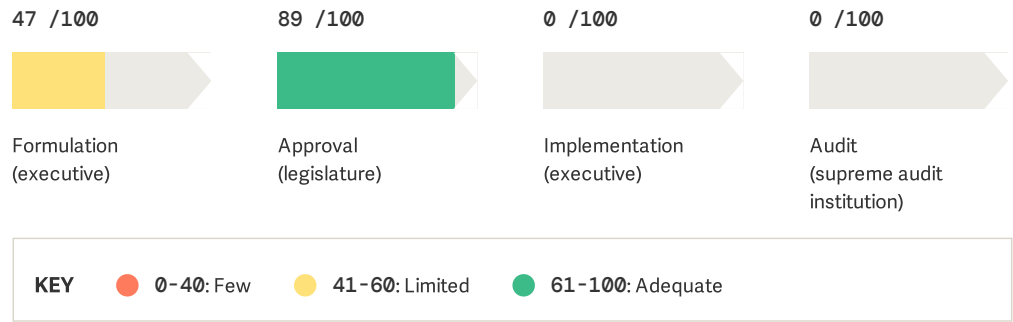 47 /100
89 /100
0 /100
0 /100
Formulation
(executive)
Approval
(legislature)
Implementation
(executive)
Audit
(supreme audit
institution)
KEY
0-40: Few
41-60: Limited
61-100: Adequate